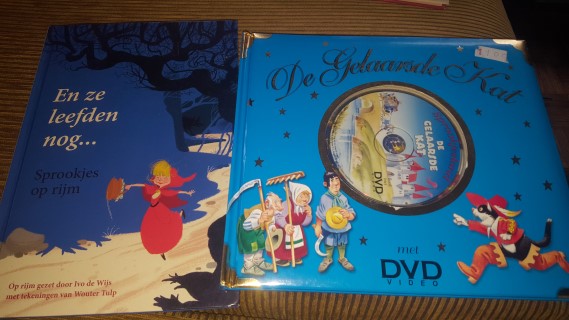 En ze
leefden
nog...
Sprookjes
op rijm
Op rijm gezet door Ivo de Wijs
met tekeningen van Wouter Tulp
De Gelaarsde Kat
DE
GELAARSDE
KAT
DVD
met
DVD
VIDEO